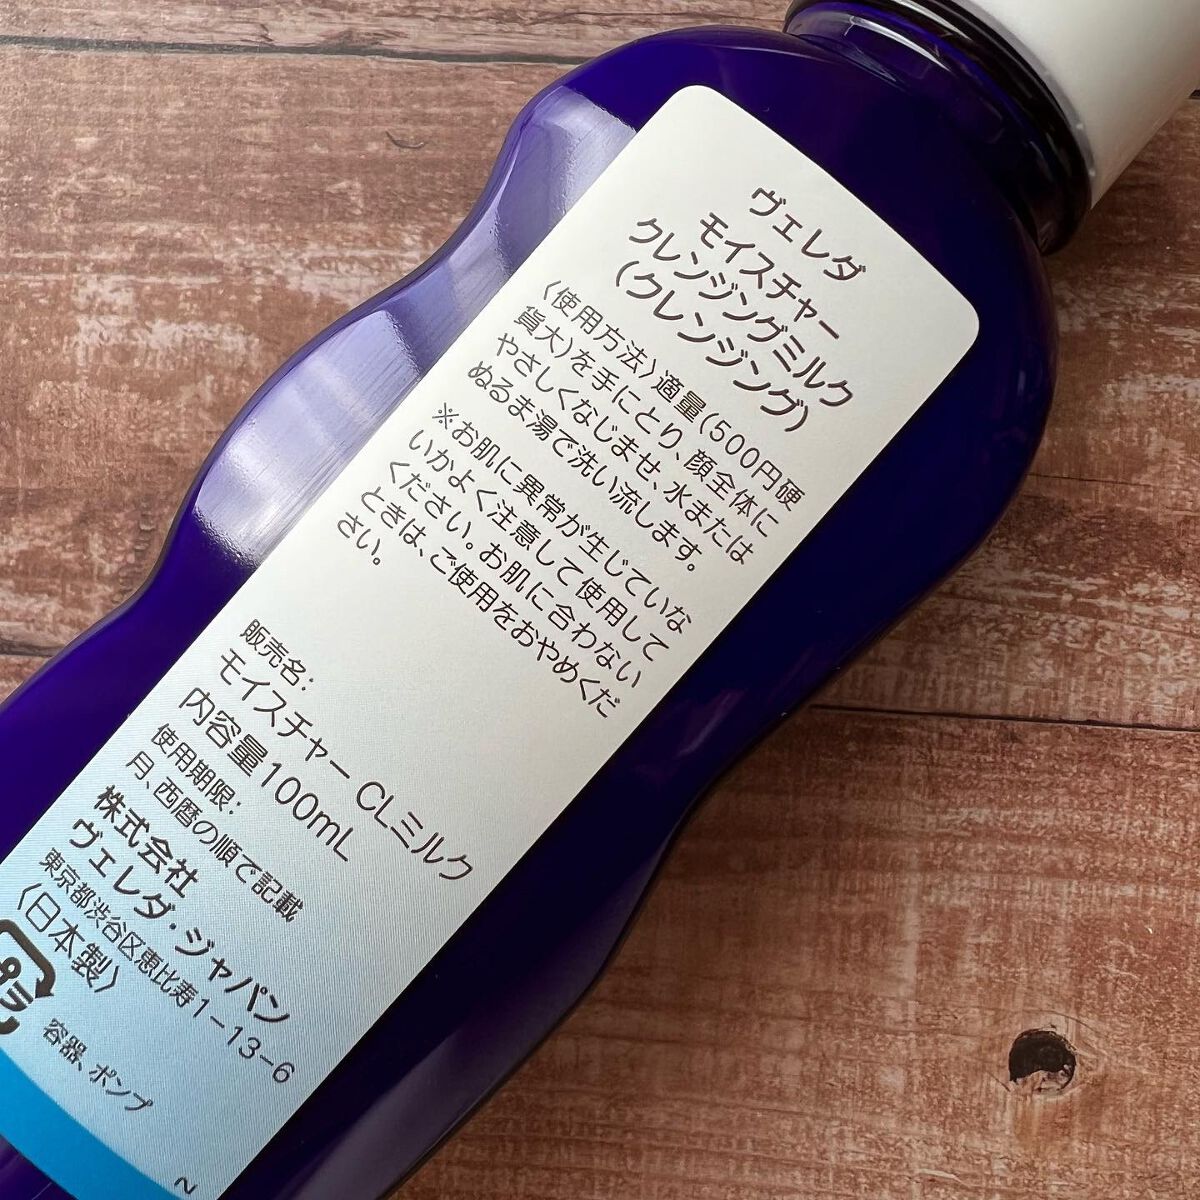 ヴェレダ
モイスチャー
クレンジングミルク
(クレンジング)
〈使用方法〉適量(500円硬
貨大)を手にとり、顔全体に
やさしくなじませ、水または
ぬるま湯で洗い流します。
※お肌に異常が生じていな
いかよく注意して使用して
ください。お肌に合わない
ときは、ご使用をおやめくだ
さい。
販売名:
モイスチャー CLミルク
内容量100mL
使用期限:
月、西暦の順で記載
株式会社
ヴェレダ・ジャパン
東京都渋谷区恵比寿1-13-6
〈日本製〉
プラ
容器、ポンプ